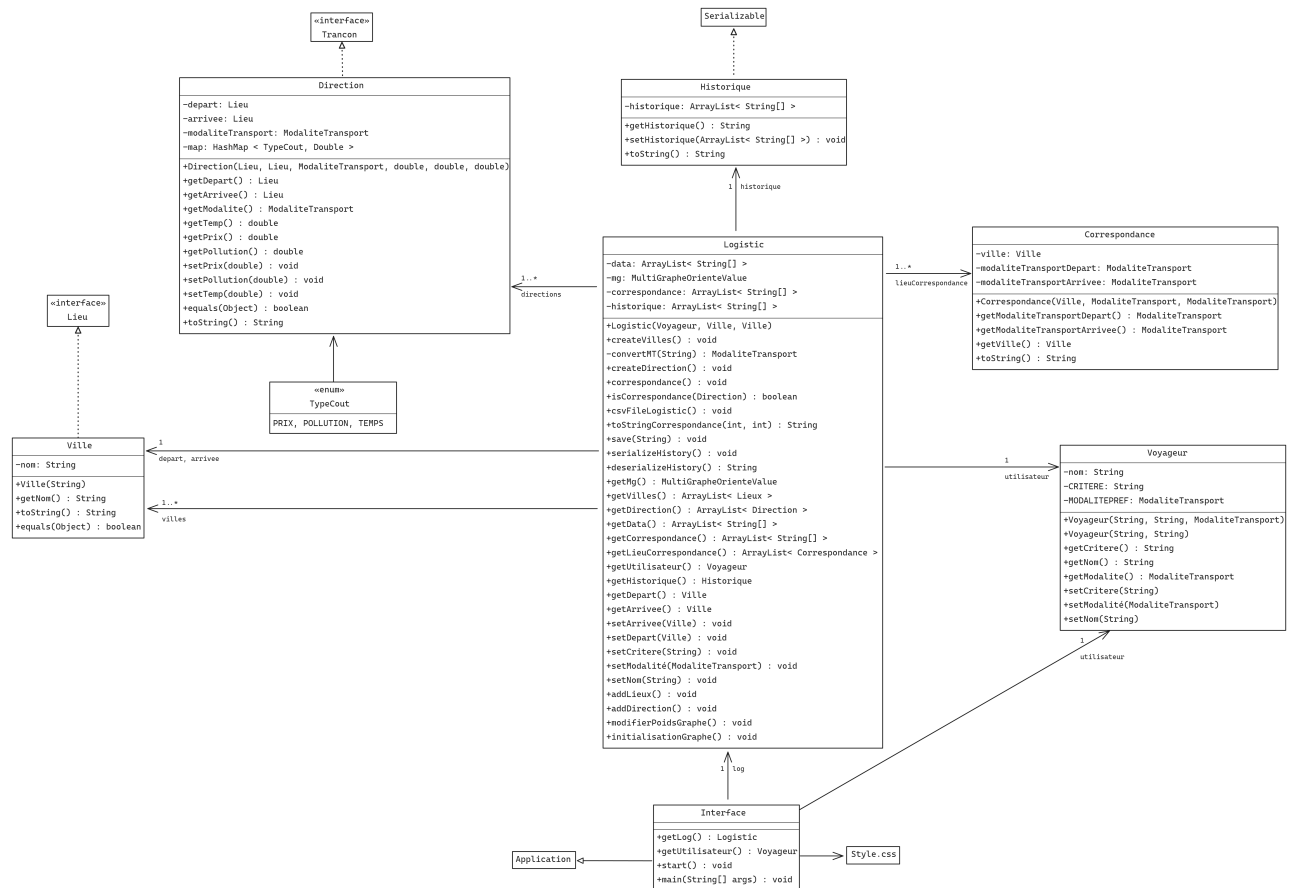 «interface»
Trancon
Serializable
Direction
-depart: Lieu
-arrivee: Lieu
-modaliteTransport: ModaliteTransport
-map: HashMap < TypeCout, Double >
+Direction(Lieu, Lieu, ModaliteTransport, double, double, double)
+getDepart() : Lieu
+getArrivee() : Lieu
+getModalite() : ModaliteTransport
+getTemp() : double
+getPrix() : double
+getPollution() : double
+setPrix(double) : void
+setPollution(double) : void
+setTemp(double) : void
+equals(Object) : boolean
+toString() : String
Historique
-historique: ArrayList< String[] >
+getHistorique() : String
+setHistorique(ArrayList< String[] >) : void
+toString() : String
1 historique
Logistic
-data: ArrayList< String[] >
-mg: MultiGrapheOrienteValue
-correspondance: ArrayList< String[] >
-historique: ArrayList< String[] >
+Logistic(Voyageur, Ville, Ville)
+createVilles() : void
-convertMT(String) : ModaliteTransport
+createDirection() : void
+correspondance() : void
+isCorrespondance(Direction) : boolean
+csvFileLogistic() : void
+toStringCorrespondance(int, int) : String
+save(String) : void
+serializeHistory() : void
+deserializeHistory() : String
+getMg() : MultiGrapheOrienteValue
+getVilles() : ArrayList< Lieux >
+getDirection() : ArrayList< Direction >
+getData() : ArrayList< String[] >
+getCorrespondance() : ArrayList< String[] >
+getLieuCorrespondance() : ArrayList< Correspondance >
+getUtilisateur() : Voyageur
+getHistorique() : Historique
+getDepart() : Ville
+getArrivee() : Ville
+setArrivee(Ville) : void
+setDepart(Ville) : void
+setCritere(String) : void
+setModalité(ModaliteTransport) : void
+setNom(String) : void
+addLieux() : void
+addDirection() : void
+modifierPoidsGraphe() : void
+initialisationGraphe() : void
1..*
directions
1..*
lieuCorrespondance
Correspondance
-ville: Ville
-modaliteTransportDepart: ModaliteTransport
-modaliteTransportArrivee: ModaliteTransport
+Correspondance(Ville, ModaliteTransport, ModaliteTransport)
+getModaliteTransportDepart() : ModaliteTransport
+getModaliteTransportArrivee() : ModaliteTransport
+getVille() : Ville
+toString() : String
«interface»
Lieu
«enum»
TypeCout
PRIX, POLLUTION, TEMPS
Ville
-nom: String
+Ville(String)
+getNom() : String
+toString() : String
+equals(Object) : boolean
1
depart, arrivee
1..*
villes
1
utilisateur
Voyageur
-nom: String
-CRITERE: String
-MODALITEPREF: ModaliteTransport
+Voyageur(String, String, ModaliteTransport)
+Voyageur(String, String)
+getCritere() : String
+getNom() : String
+getModalite() : ModaliteTransport
+setCritere(String)
+setModalité(ModaliteTransport)
+setNom(String)
1
utilisateur
1 log
Interface
+getLog() : Logistic
+getUtilisateur() : Voyageur
+start() : void
+main(String[] args) : void
Application
Style.css